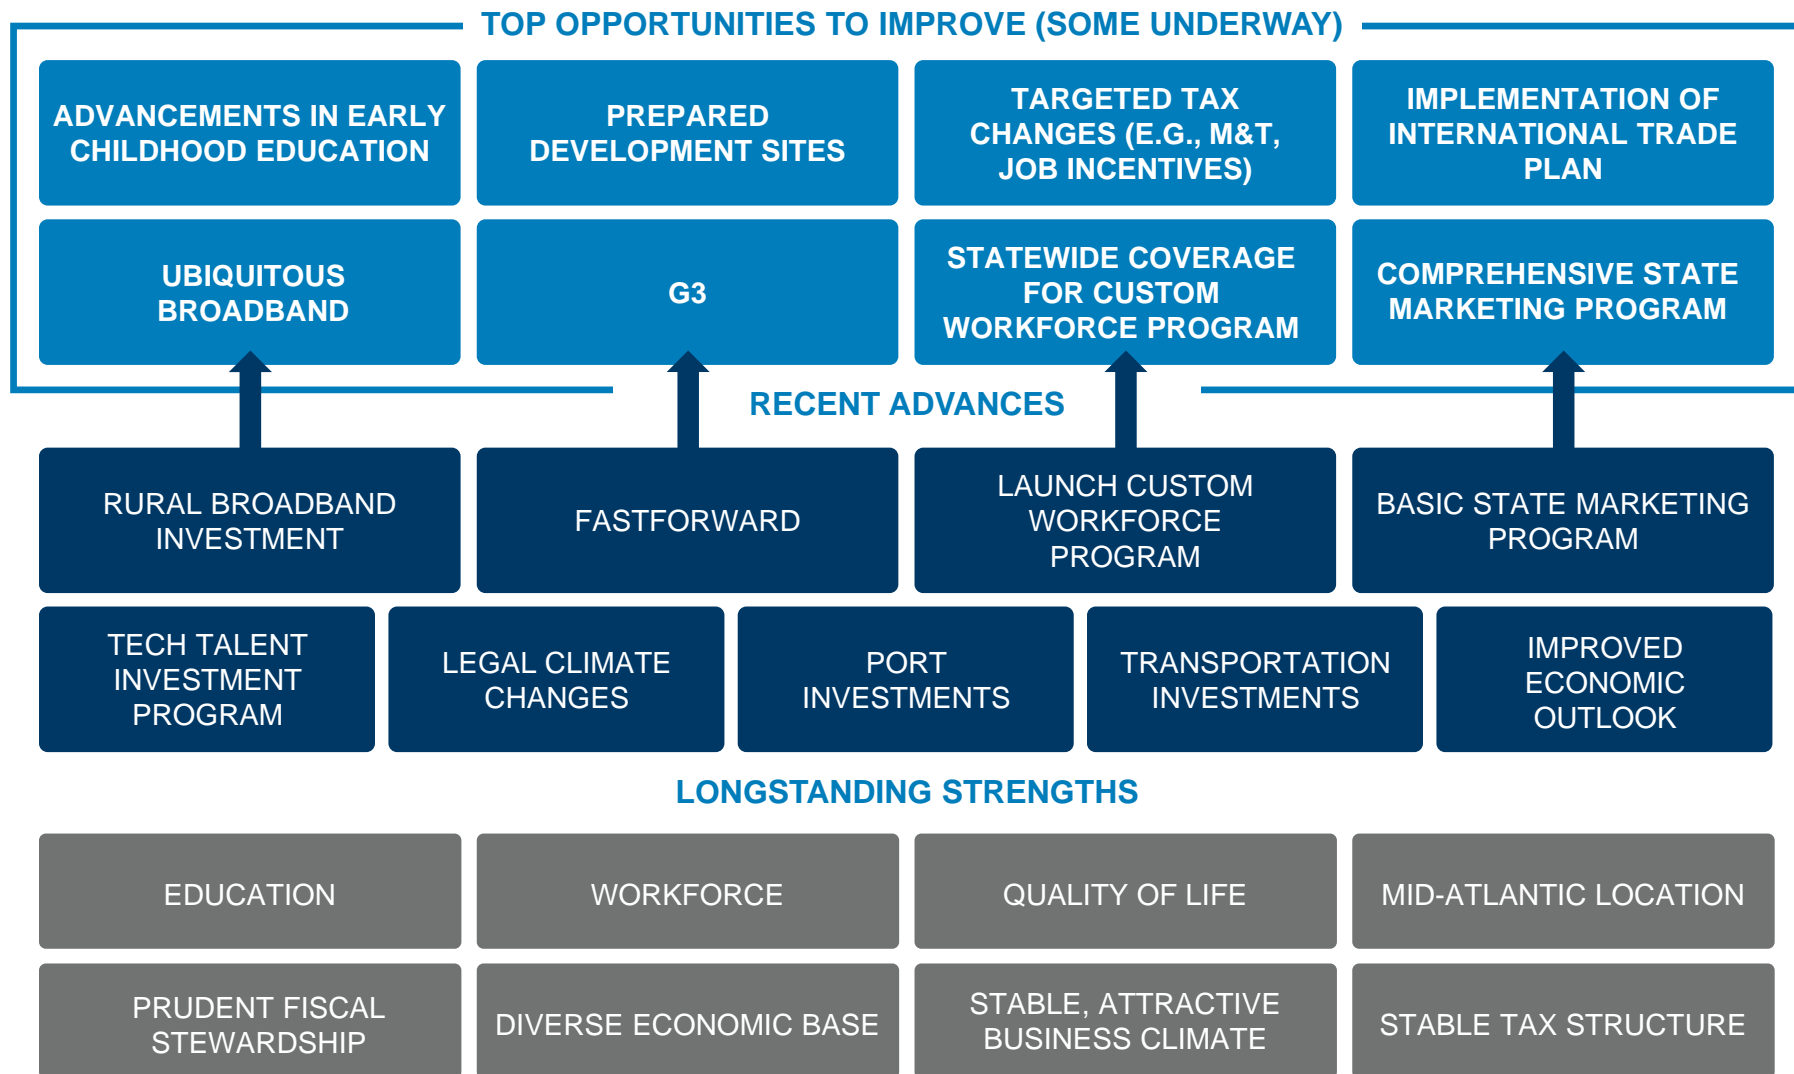 TOP OPPORTUNITIES TO IMPROVE (SOME UNDERWAY)
ADVANCEMENTS IN EARLY
CHILDHOOD EDUCATION
PREPARED
DEVELOPMENT SITES
TARGETED TAX
CHANGES (E.G., M&T,
JOB INCENTIVES)
IMPLEMENTATION OF
INTERNATIONAL TRADE
PLAN
UBIQUITOUS
BROADBAND
G3
STATEWIDE COVERAGE
FOR CUSTOM
WORKFORCE PROGRAM
COMPREHENSIVE STATE
MARKETING PROGRAM
RECENT ADVANCES
RURAL BROADBAND
INVESTMENT
FASTFORWARD
LAUNCH CUSTOM
WORKFORCE
PROGRAM
BASIC STATE MARKETING
PROGRAM
TECH TALENT
INVESTMENT
PROGRAM
LEGAL CLIMATE
CHANGES
PORT
INVESTMENTS
TRANSPORTATION
INVESTMENTS
IMPROVED
ECONOMIC
OUTLOOK
LONGSTANDING STRENGTHS
EDUCATION
WORKFORCE
QUALITY OF LIFE
MID-ATLANTIC LOCATION
PRUDENT FISCAL
STEWARDSHIP
DIVERSE ECONOMIC BASE
STABLE, ATTRACTIVE
BUSINESS CLIMATE
STABLE TAX STRUCTURE